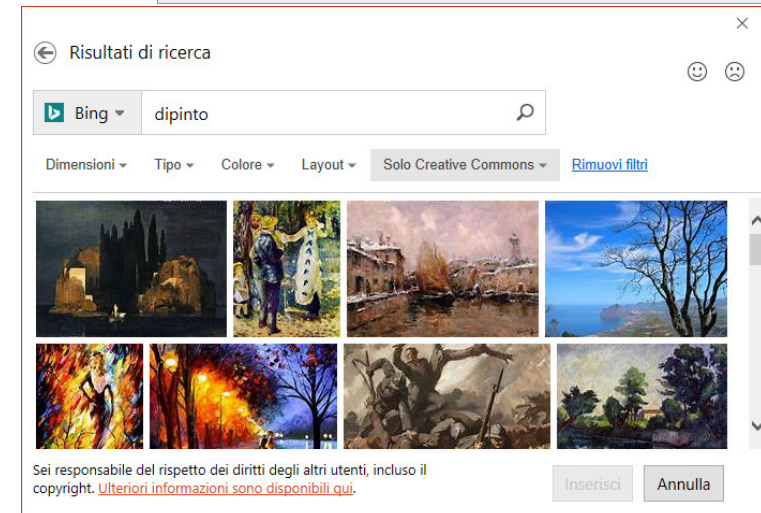 Risultati di ricerca
Bing dipinto
Dimensioni Tipo Colore Layout Solo Creative Commons Rimuovi filtri
Sei responsabile del rispetto dei diritti degli altri utenti, incluso il
copyright. Ulteriori informazioni sono disponibili qui.
Inserisci Annulla